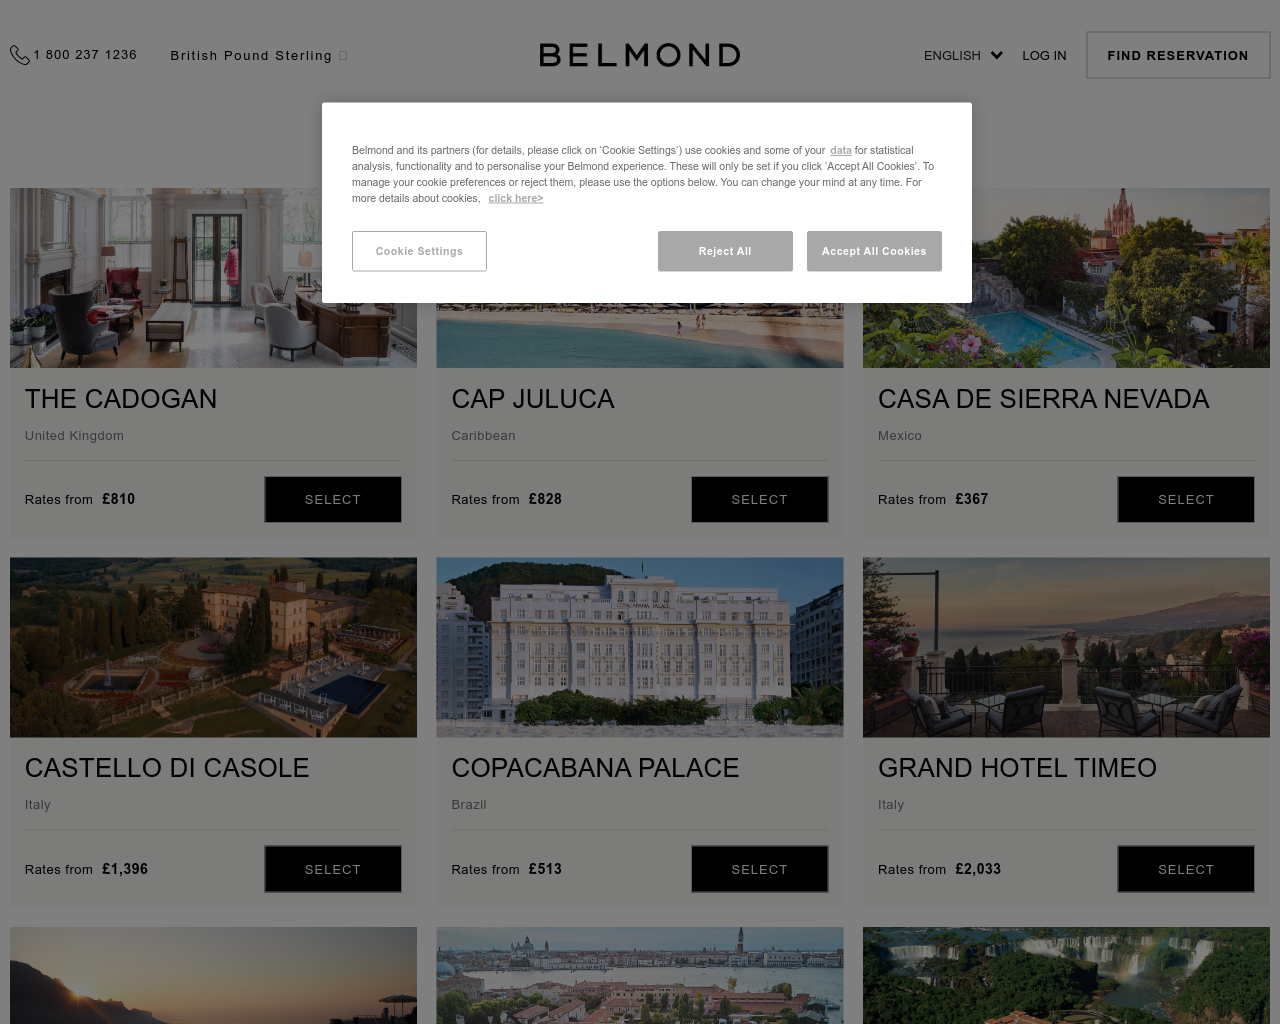 1 800 237 1236
British Pound Sterling
BELMOND
ENGLISH
LOG IN
FIND RESERVATION
Belmond and its partners (for details, please click on ‘Cookie Settings’) use cookies and some of your data for statistical
analysis, functionality and to personalise your Belmond experience. These will only be set if you click ‘Accept All Cookies’. To
manage your cookie preferences or reject them, please use the options below. You can change your mind at any time. For
more details about cookies, click here>
Cookie Settings
Reject All
Accept All Cookies
THE CADOGAN
United Kingdom
Rates from £810
SELECT
CAP JULUCA
Caribbean
Rates from £828
SELECT
CASA DE SIERRA NEVADA
Mexico
Rates from £367
SELECT
CASTELLO DI CASOLE
Italy
Rates from £1,396
SELECT
COPACABANA PALACE
COPACABANA PALACE
Brazil
Rates from £513
SELECT
GRAND HOTEL TIMEO
Italy
Rates from £2,033
SELECT